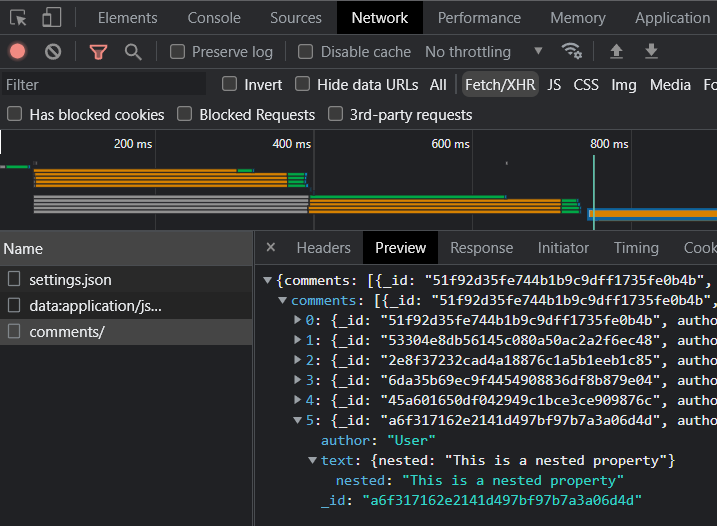 Elements Console Sources Network Performance Memory Application
Preserve log Disable cache No throttling
Filter Invert Hide data URLs All Fetch/XHR JS CSS Img Media Fo
Has blocked cookies Blocked Requests 3rd-party requests
200 ms 400 ms 600 ms 800 ms
Name × Headers Preview Response Initiator Timing Cook
settings.json
data:application/js...
comments/
{comments: [{_id: "51f92d35fe744b1b9c9dff1735fe0b4b",
comments: [{_id: "51f92d35fe744b1b9c9dff1735fe0b4b",
0: {_id: "51f92d35fe744b1b9c9dff1735fe0b4b", autho
1: {_id: "53304e8db56145c080a50ac2a2f6ec48", autho
2: {_id: "2e8f37232cad4a18876c1a5b1eeb1c85", autho
3: {_id: "6da35b69ec9f4454908836df8b879e04", autho
4: {_id: "45a601650df042949c1bce3ce909876c", autho
5: {_id: "a6f317162e2141d497bf97b7a3a06d4d", autho
author: "User"
text: {nested: "This is a nested property"}
nested: "This is a nested property"
_id: "a6f317162e2141d497bf97b7a3a06d4d"